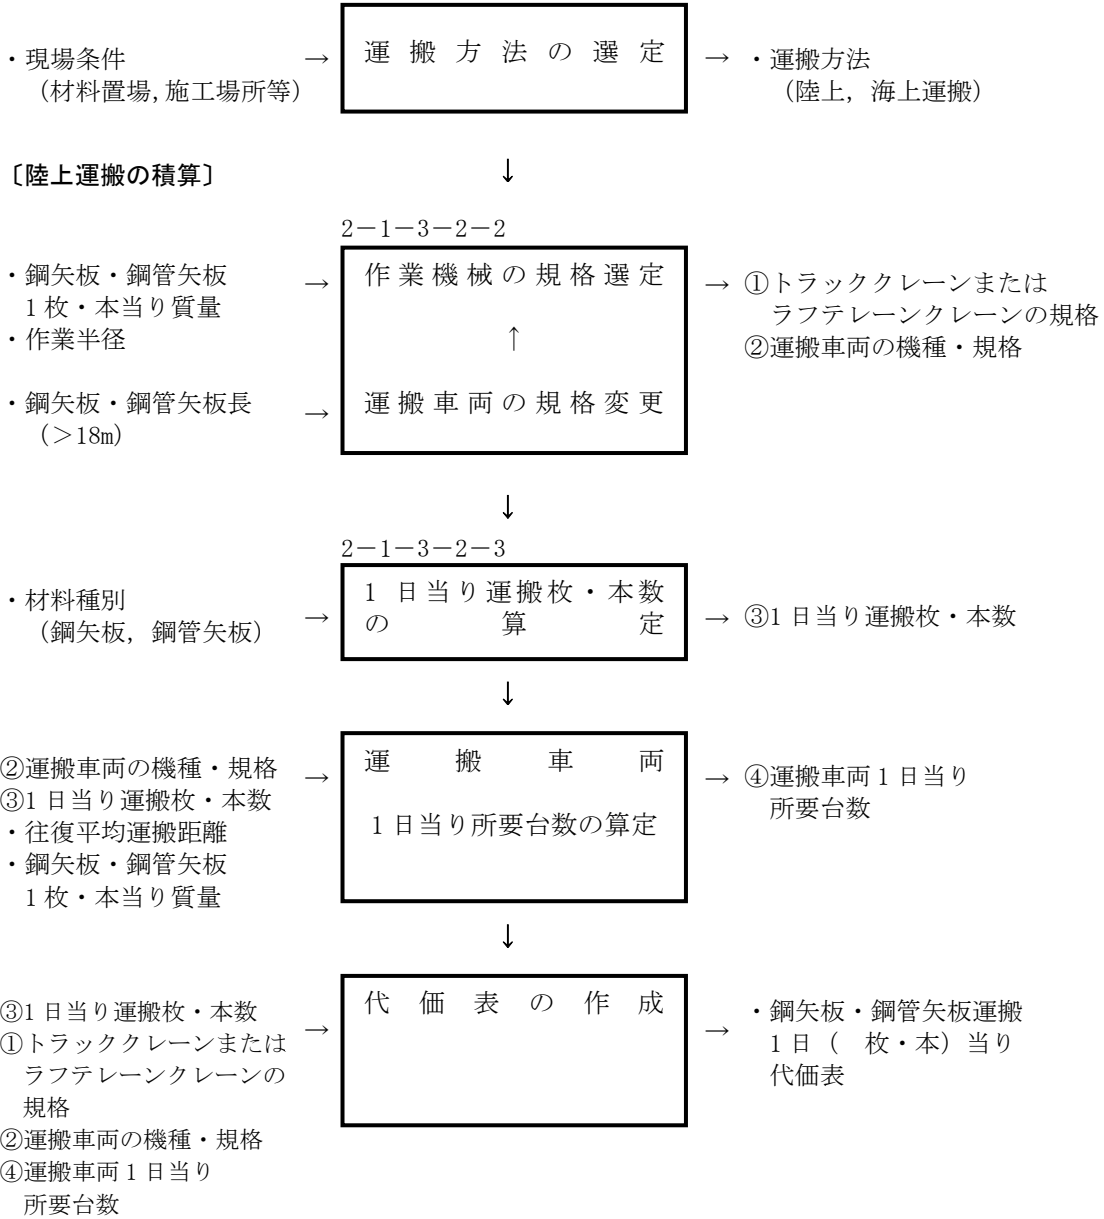 運搬方法の選定
・現場条件
(材料置場,施工場所等)
→
→
・運搬方法
(陸上，海上運搬)
〔陸上運搬の積算〕
↓
2－1－3－2－2
・鋼矢板・鋼管矢板
1枚・本当り質量
・作業半径
→
作業機械の規格選定
↑
→
①トラッククレーンまたは
ラフテレーンクレーンの規格
②運搬車両の機種・規格
・鋼矢板・鋼管矢板長
(＞18m)
→
運搬車両の規格変更
↓
2－1－3－2－3
・材料種別
(鋼矢板，鋼管矢板)
→
1日当り運搬枚・本数
の算定
→
③1日当り運搬枚・本数
↓
②運搬車両の機種・規格
③1日当り運搬枚・本数
・往復平均運搬距離
・鋼矢板・鋼管矢板
1枚・本当り質量
→
運搬車両
1日当り所要台数の算定
→
④運搬車両1日当り
所要台数
↓
③1日当り運搬枚・本数
①トラッククレーンまたは
ラフテレーンクレーンの
規格
②運搬車両の機種・規格
④運搬車両1日当り
所要台数
→
代価表の作成
→
・鋼矢板・鋼管矢板運搬
1日（　枚・本）当り
代価表